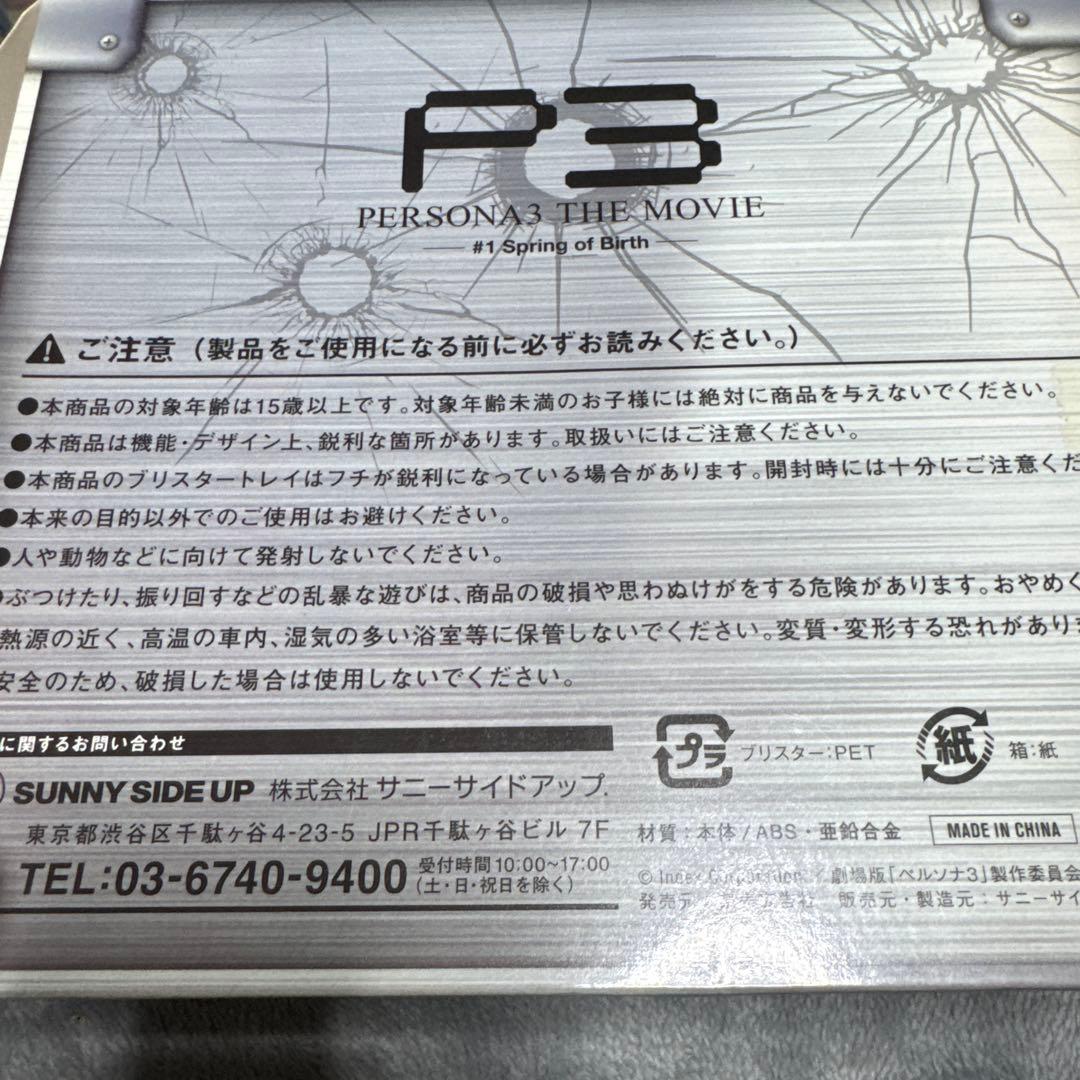 P3
PERSONA3 THE MOVIE
#1 Spring of Birth
ご注意（製品をご使用になる前に必ずお読みください。）
●本商品の対象年齢は15歳以上です。対象年齢未満のお子様には絶対に商品を与えないでください。
●本商品は機能・デザイン上、鋭利な箇所があります。取扱いにはご注意ください。
●本商品のブリスタートレイはフチが鋭利になっている場合があります。開封時には十分にご注意くだ
●本来の目的以外でのご使用はお避けください。
●人や動物などに向けて発射しないでください。
●ぶつけたり、振り回すなどの乱暴な遊びは、商品の破損や思わぬけがをする危険があります。おやめく
熱源の近く、高温の車内、湿気の多い浴室等に保管しないでください。変質・変形する恐れがありま
安全のため、破損した場合は使用しないでください。
に関するお問い合わせ
SUNNY SIDE UP 株式会社 サニーサイドアップ.
東京都渋谷区千駄ヶ谷4-23-5 JPR千駄ヶ谷ビル 7F
TEL:03-6740-9400 受付時間 10:00~17:00
(土・日・祝日を除く)
プラ ブリスター:PET
紙 箱:紙
材質:本体/ABS・亜鉛合金 MADE IN CHINA
© Index Corporation / 劇場版「ペルソナ3」製作委員会
発売元 販売元・製造元:サニーサイ